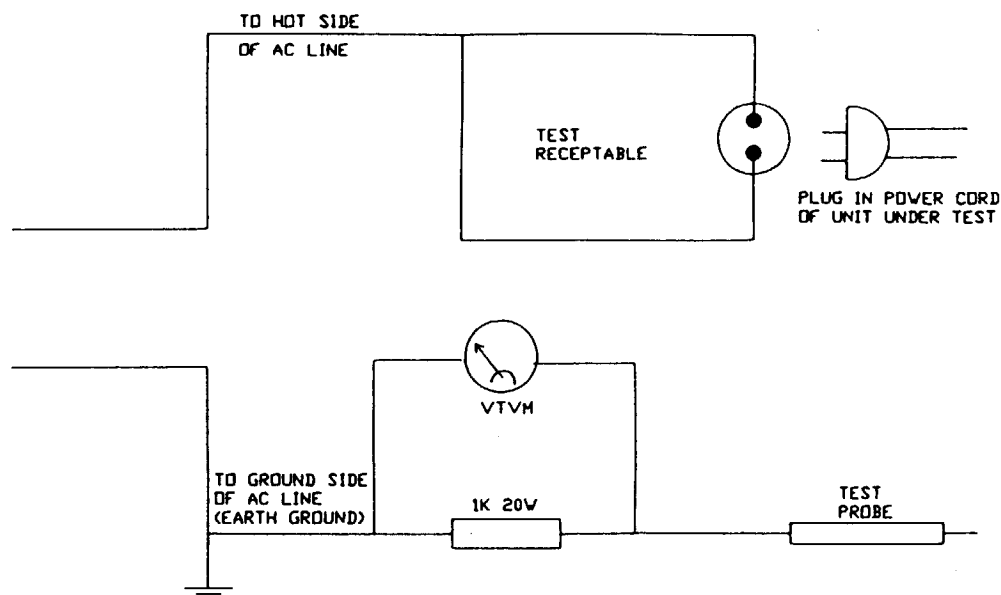 TO HOT SIDE
OF AC LINE
TEST
RECEPTABLE
PLUG IN POWER CORD
OF UNIT UNDER TEST
VTVM
TO GROUND SIDE
OF AC LINE
(EARTH GROUND)
1K 20W
TEST
PROBE